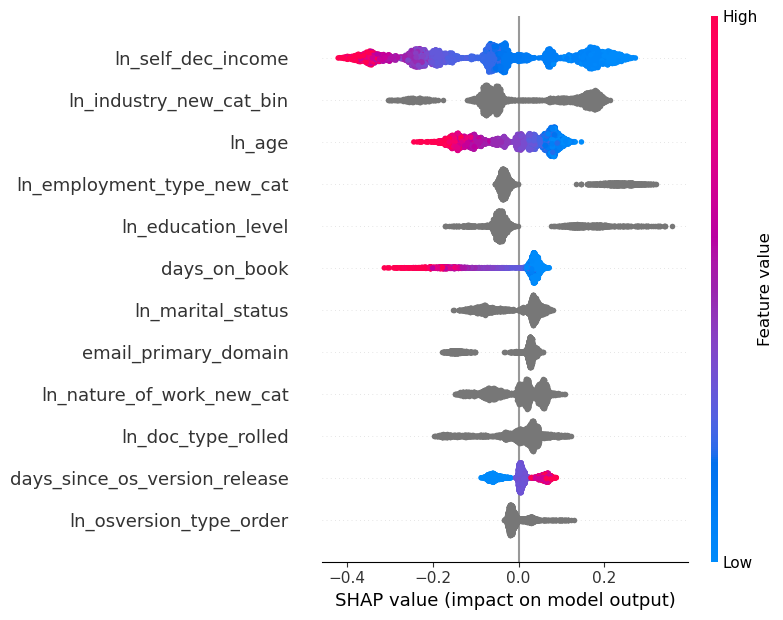 High
ln_self_dec_income
ln_industry_new_cat_bin
ln_age
ln_employment_type_new_cat
ln_education_level
days_on_book
ln_marital_status
email_primary_domain
ln_nature_of_work_new_cat
ln_doc_type_rolled
days_since_os_version_release
ln_osversion_type_order
Feature value
Low
−0.4 −0.2 0.0 0.2
SHAP value (impact on model output)